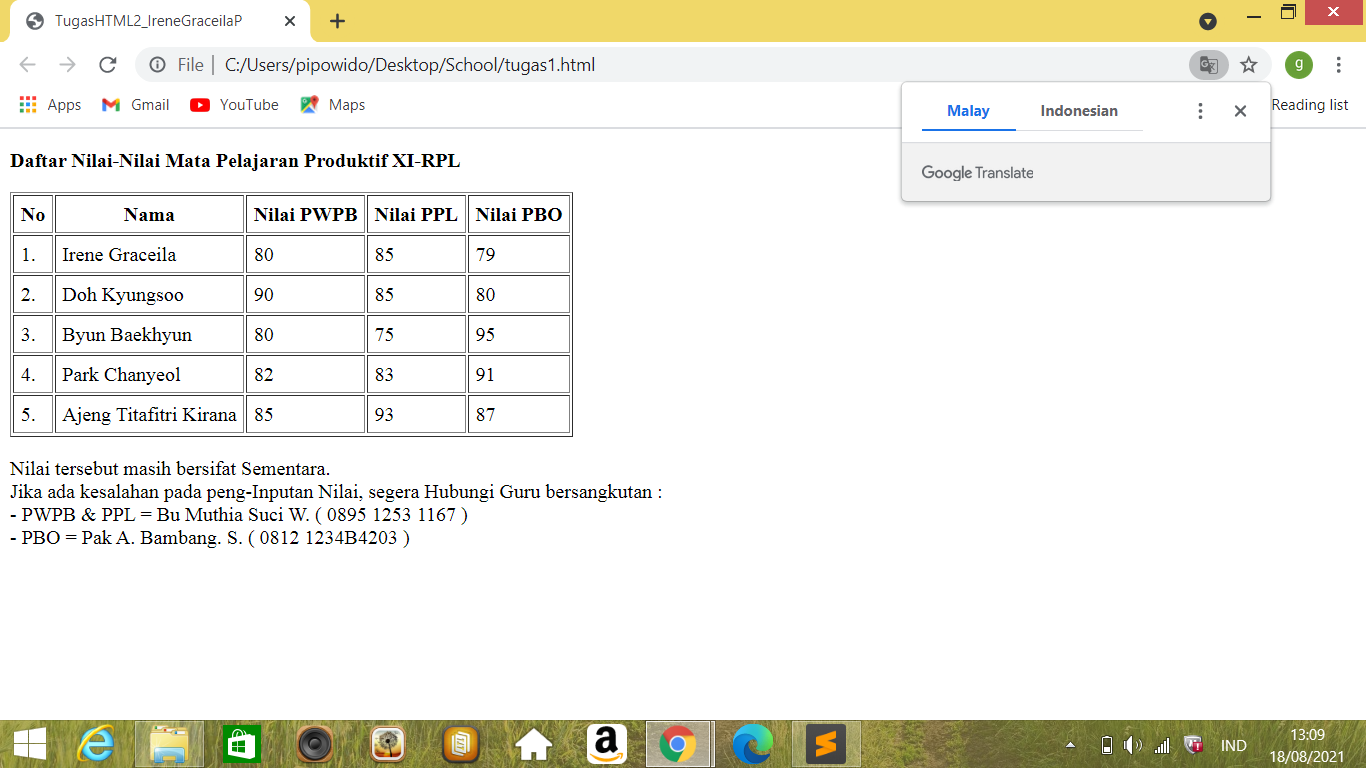 TugasHTML2_IreneGraceilaP
File | C:/Users/pipowido/Desktop/School/tugas1.html
g
Apps Gmail YouTube Maps Reading list
Malay Indonesian
Google Translate
Daftar Nilai-Nilai Mata Pelajaran Produktif XI-RPL
No Nama Nilai PWPB Nilai PPL Nilai PBO
1. Irene Graceila 80 85 79
2. Doh Kyungsoo 90 85 80
3. Byun Baekhyun 80 75 95
4. Park Chanyeol 82 83 91
5. Ajeng Titafitri Kirana 85 93 87
Nilai tersebut masih bersifat Sementara.
Jika ada kesalahan pada peng-Inputan Nilai, segera Hubungi Guru bersangkutan :
- PWPB & PPL = Bu Muthia Suci W. ( 0895 1253 1167 )
- PBO = Pak A. Bambang. S. ( 0812 1234B4203 )
IND
13:09
18/08/2021